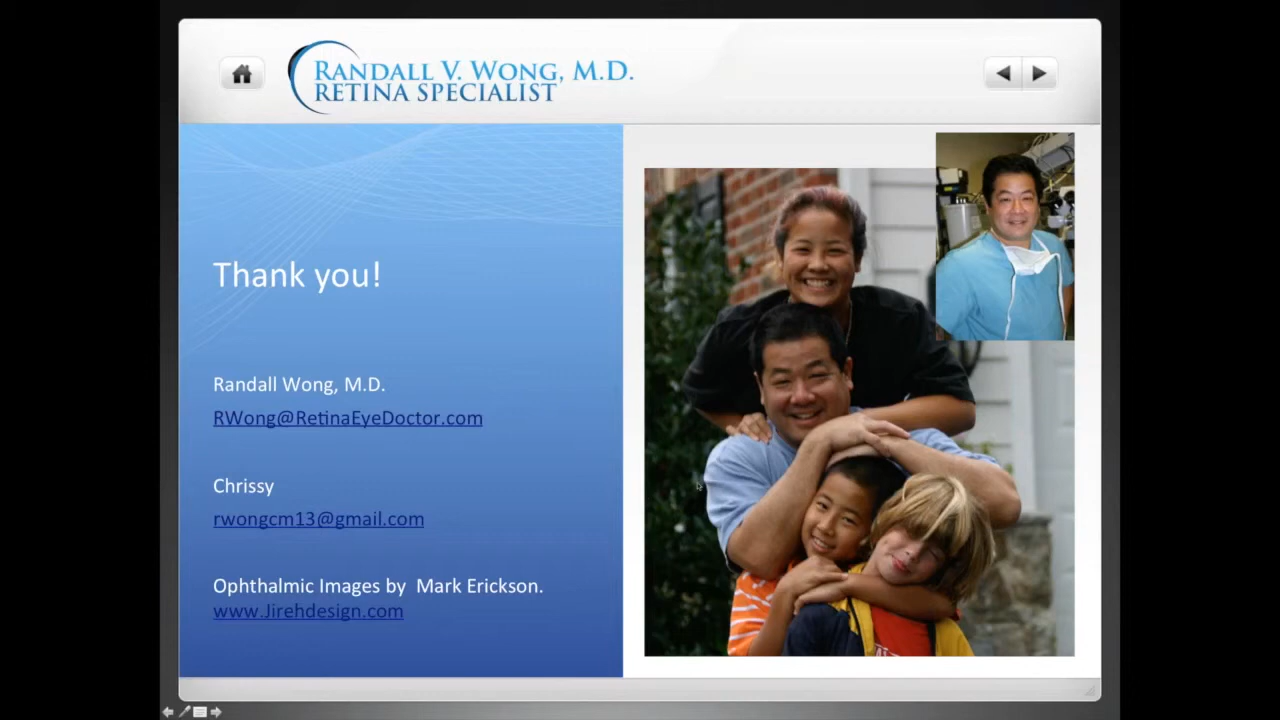 RANDALL V. WONG, M.D.
RETINA SPECIALIST
Thank you!
Randall Wong, M.D.
RWong@RetinaEyeDoctor.com
Chrissy
rwongcm13@gmail.com
Ophthalmic Images by  Mark Erickson.
www.Jirehdesign.com